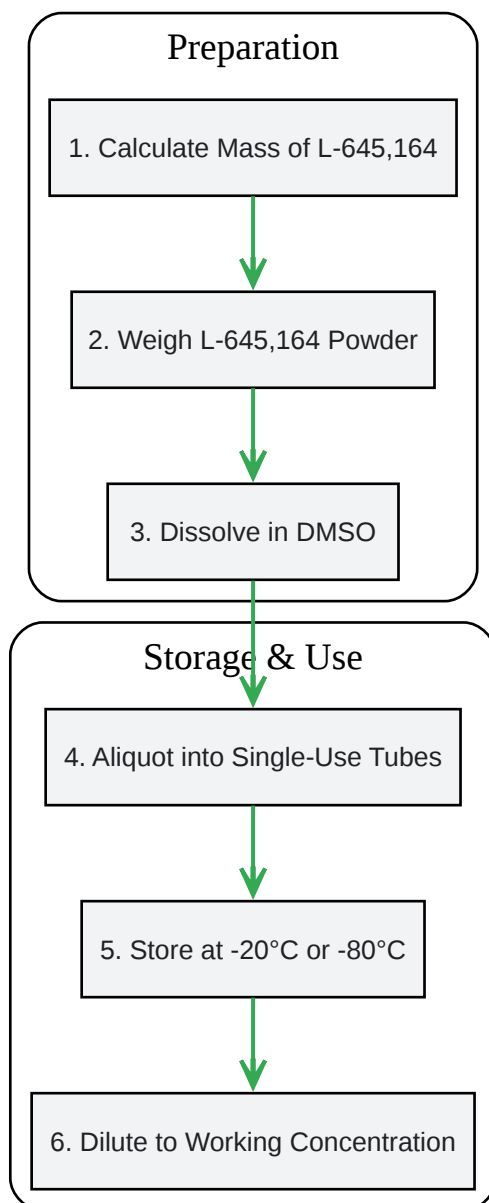 Preparation
1. Calculate Mass of L-645,164
2. Weigh L-645,164 Powder
3. Dissolve in DMSO
Storage & Use
4. Aliquot into Single-Use Tubes
5. Store at -20°C or -80°C
6. Dilute to Working Concentration